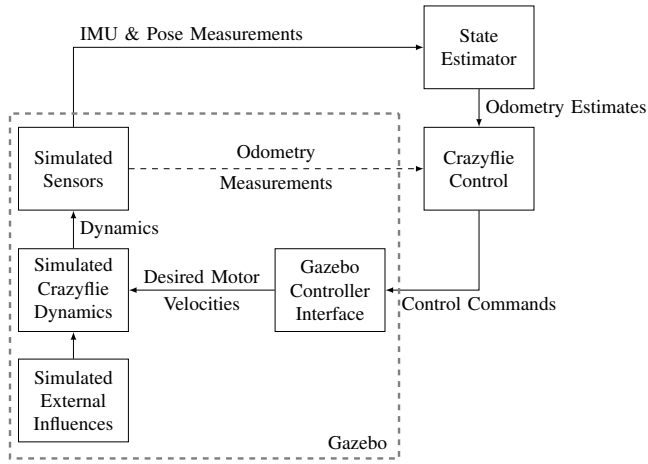 IMU & Pose Measurements
State
Estimator
Odometry Estimates
Simulated
Sensors
Odometry
Measurements
Crazyflie
Control
Dynamics
Simulated
Crazyflie
Dynamics
Desired Motor
Velocities
Gazebo
Controller
Interface
Control Commands
Simulated
External
Influences
Gazebo